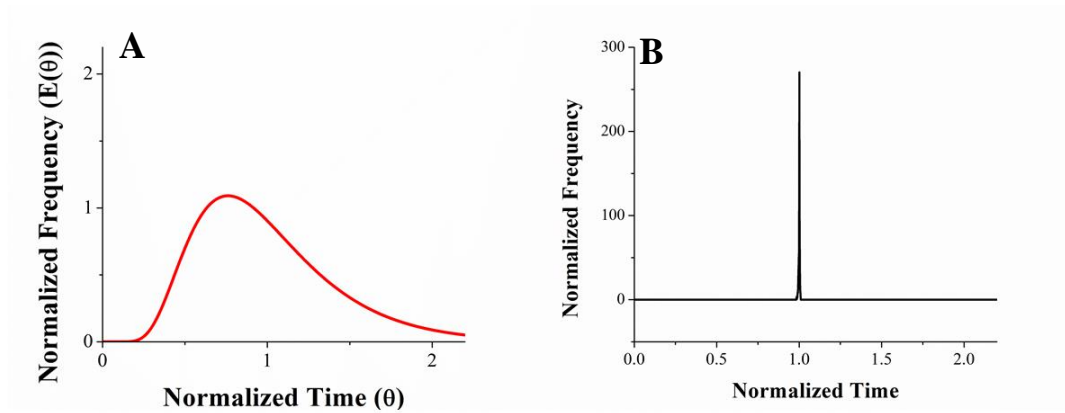 A
Normalized Frequency (E(θ))
2
1
0
0 1 2
Normalized Time (θ)
B
Normalized Frequency
300
200
100
0
0.0 0.5 1.0 1.5 2.0
Normalized Time